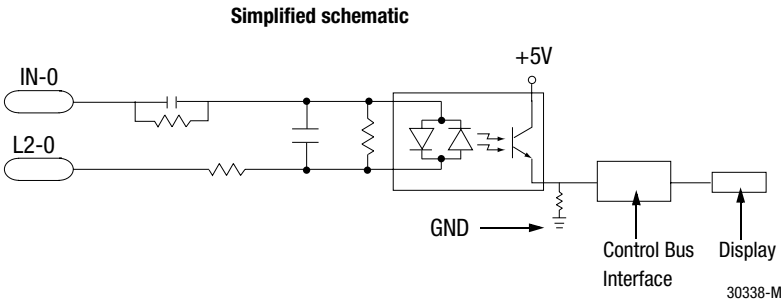 Simplified schematic
+5V
IN-0
L2-0
GND
Control Bus
Interface
Display
30338-M